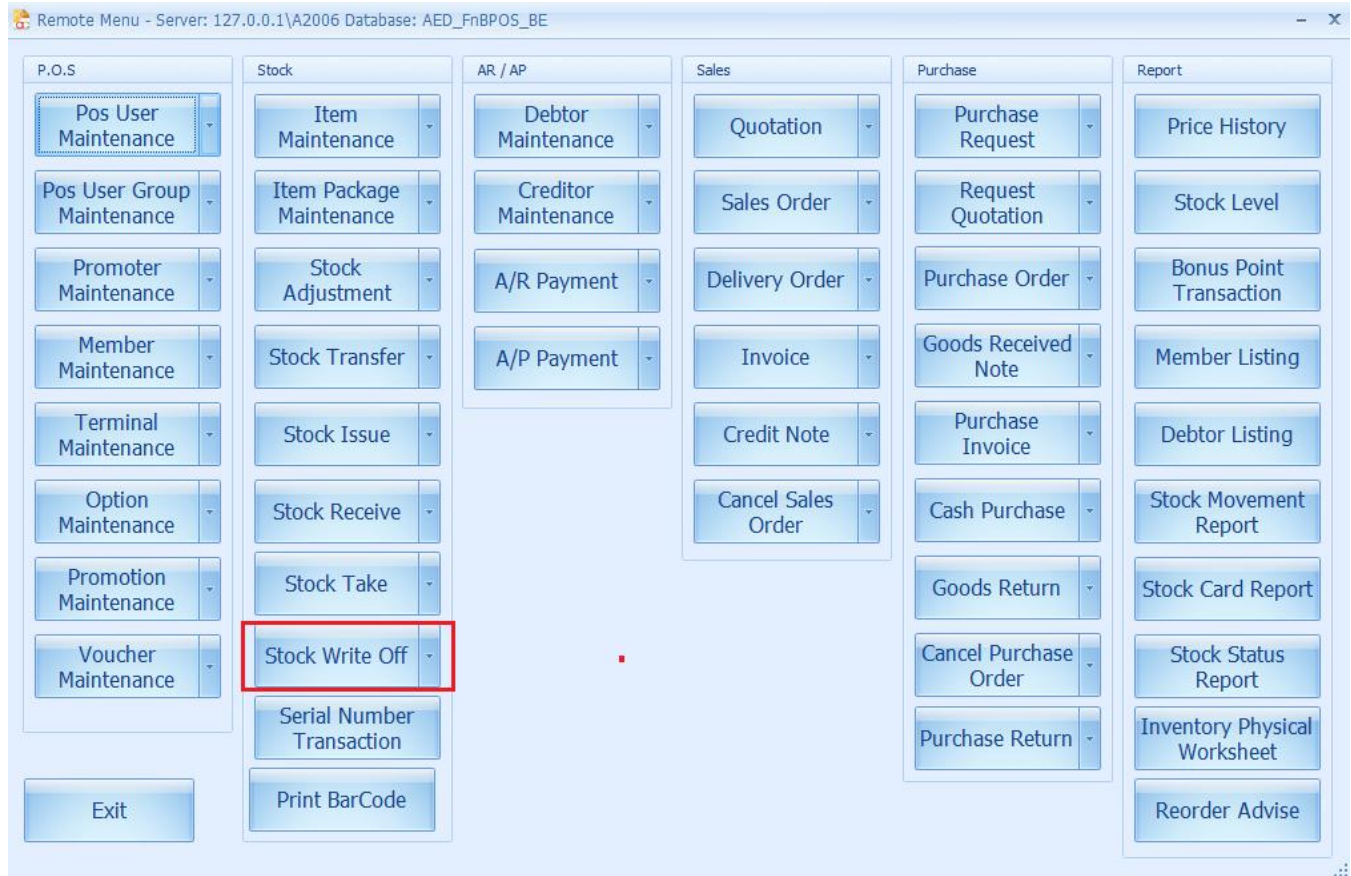 Remote Menu - Server: 127.0.0.1\A2006 Database: AED_FnBPOS_BE
P.O.S
Pos User
Maintenance
Pos User Group
Maintenance
Promoter
Maintenance
Member
Maintenance
Terminal
Maintenance
Option
Maintenance
Promotion
Maintenance
Voucher
Maintenance
Exit
Stock
Item
Maintenance
Item Package
Maintenance
Stock
Adjustment
Stock Transfer
Stock Issue
Stock Receive
Stock Take
Stock Write Off
Serial Number
Transaction
Print BarCode
AR / AP
Debtor
Maintenance
Creditor
Maintenance
A/R Payment
A/P Payment
Sales
Quotation
Sales Order
Delivery Order
Invoice
Credit Note
Cancel Sales
Order
Purchase
Purchase
Request
Request
Quotation
Purchase Order
Goods Received
Note
Purchase
Invoice
Cash Purchase
Goods Return
Cancel Purchase
Order
Purchase Return
Report
Price History
Stock Level
Bonus Point
Transaction
Member Listing
Debtor Listing
Stock Movement
Report
Stock Card Report
Stock Status
Report
Inventory Physical
Worksheet
Reorder Advise